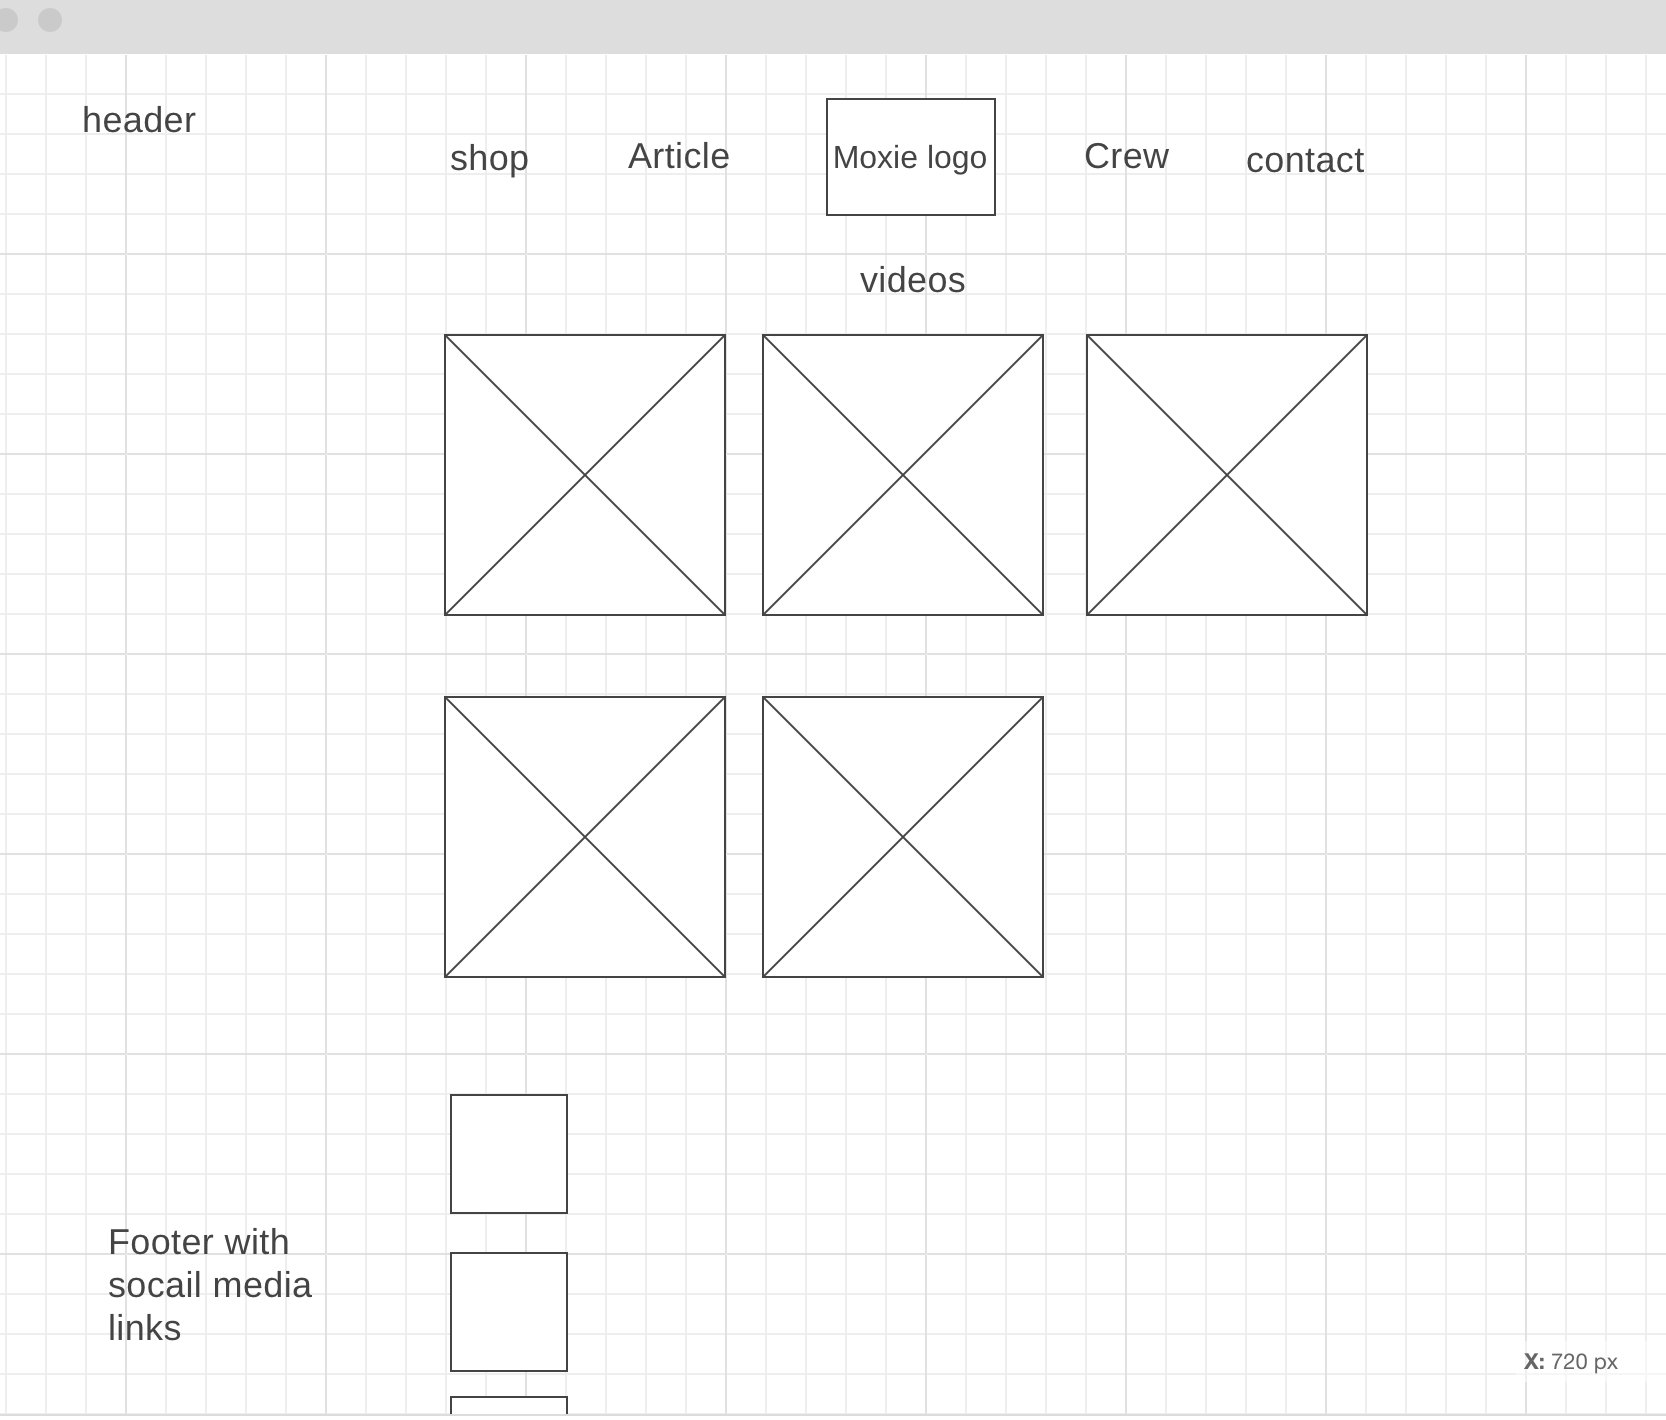 header
shop
Article
Moxie logo
Crew
contact
videos
Footer with
socail media
links
X: 720 px